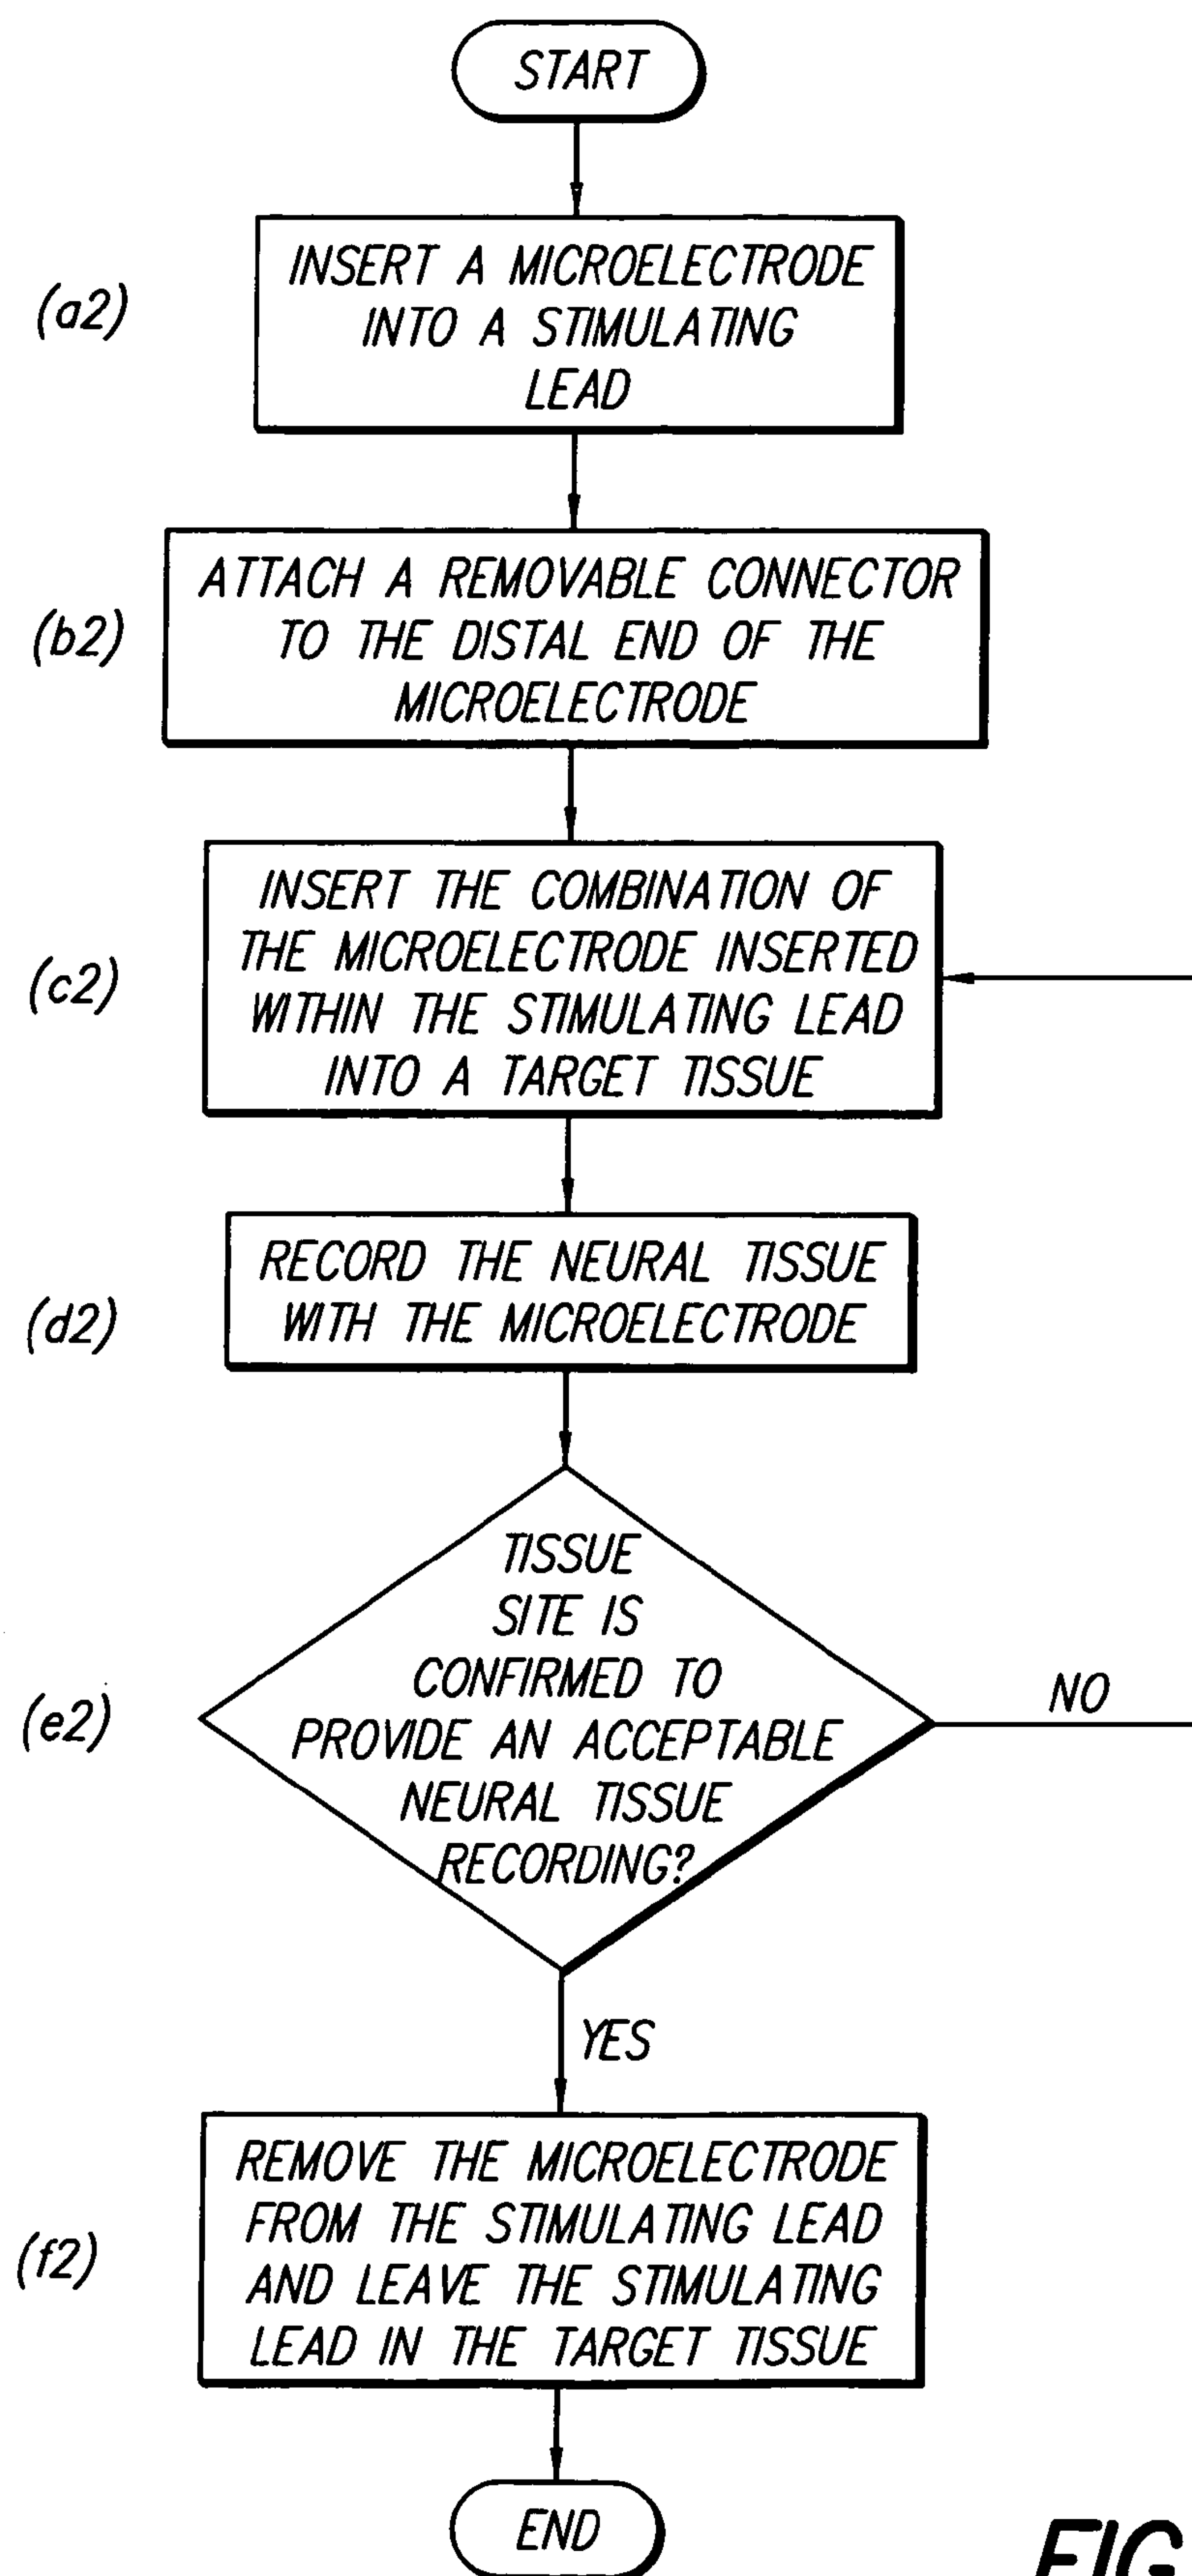 START
(a2)
INSERT A MICROELECTRODE
INTO A STIMULATING
LEAD
(b2)
ATTACH A REMOVABLE CONNECTOR
TO THE DISTAL END OF THE
MICROELECTRODE
(c2)
INSERT THE COMBINATION OF
THE MICROELECTRODE INSERTED
WITHIN THE STIMULATING LEAD
INTO A TARGET TISSUE
(d2)
RECORD THE NEURAL TISSUE
WITH THE MICROELECTRODE
(e2)
TISSUE
SITE IS
CONFIRMED TO
PROVIDE AN ACCEPTABLE
NEURAL TISSUE
RECORDING?
NO
YES
(f2)
REMOVE THE MICROELECTRODE
FROM THE STIMULATING LEAD
AND LEAVE THE STIMULATING
LEAD IN THE TARGET TISSUE
END
FIG